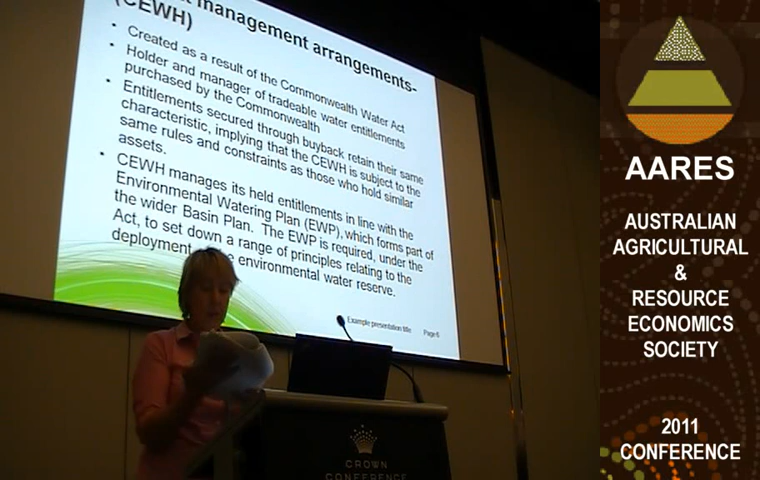 management arrangements-
(CEWH)
• Created as a result of the Commonwealth Water Act
• Holder and manager of tradeable water entitlements
purchased by the Commonwealth
• Entitlements secured through buyback retain their same
characteristic, implying that the CEWH is subject to the
same rules and constraints as those who hold similar
assets.
• CEWH manages its held entitlements in line with the
Environmental Watering Plan (EWP), which forms part of
the wider Basin Plan. The EWP is required, under the
Act, to set down a range of principles relating to the
deployment environmental water reserve.
Example presentation title Page 6
CROWN
CONFERENCE
AARES
AUSTRALIAN
AGRICULTURAL
&
RESOURCE
ECONOMICS
SOCIETY
2011
CONFERENCE